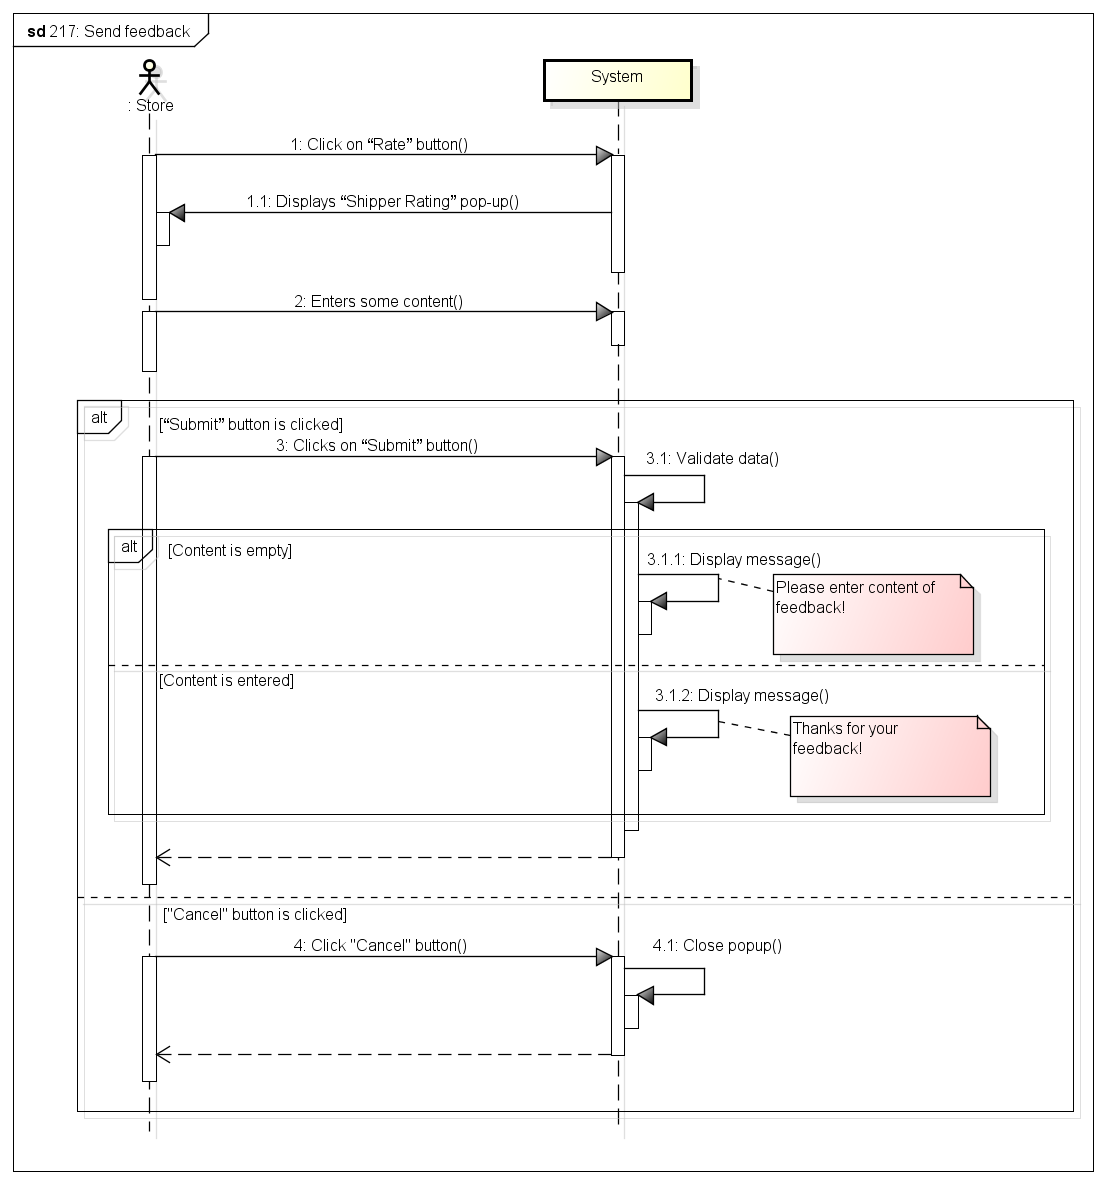 sd 217: Send feedback
: Store
System
1: Click on “Rate” button()
1.1: Displays “Shipper Rating” pop-up()
2: Enters some content()
alt
[“Submit” button is clicked]
3: Clicks on “Submit” button()
3.1: Validate data()
alt
[Content is empty]
3.1.1: Display message()
Please enter content of
feedback!
[Content is entered]
3.1.2: Display message()
Thanks for your
feedback!
["Cancel" button is clicked]
4: Click "Cancel" button()
4.1: Close popup()